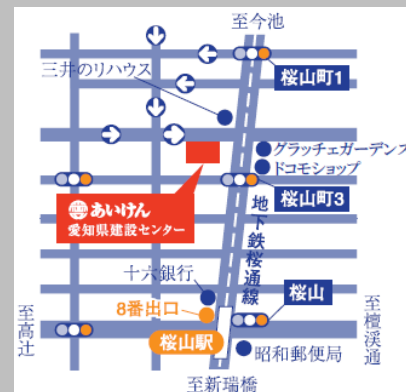 至今池
三井のリハウス
桜山町1
グラッチェガーデンズ
ドコモショップ
桜山町3
あいけん
愛知県建設センター
地下鉄桜通線
十六銀行
8番出口
桜山
至高辻
至檀渓通
桜山駅
昭和郵便局
至新瑞橋